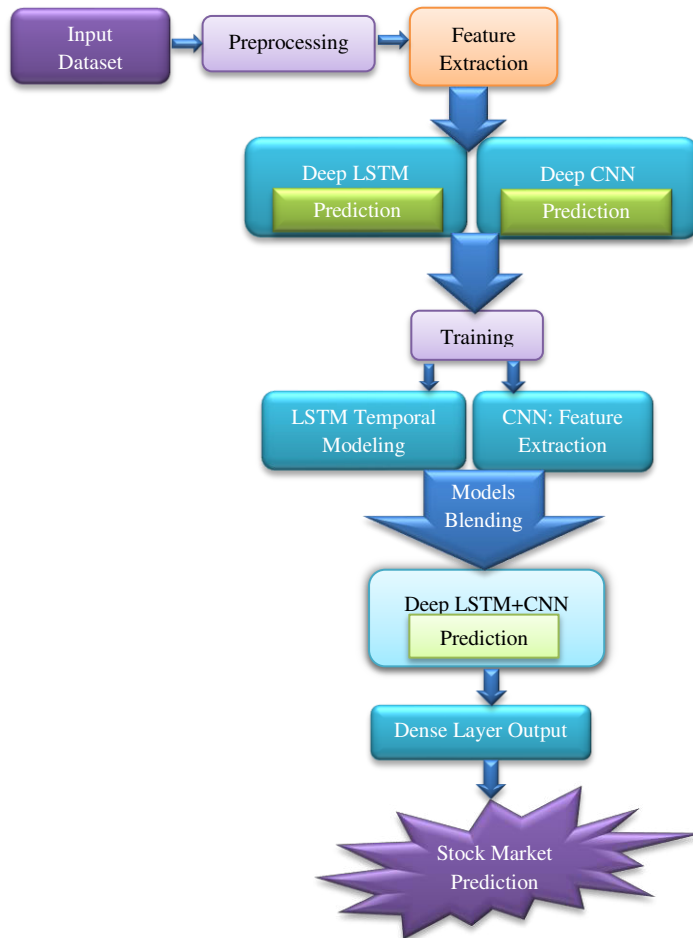 Input
Dataset
Preprocessing
Feature
Extraction
Deep LSTM
Prediction
Deep CNN
Prediction
Training
LSTM Temporal
Modeling
CNN: Feature
Extraction
Models
Blending
Deep LSTM+CNN
Prediction
Dense Layer Output
Stock Market
Prediction